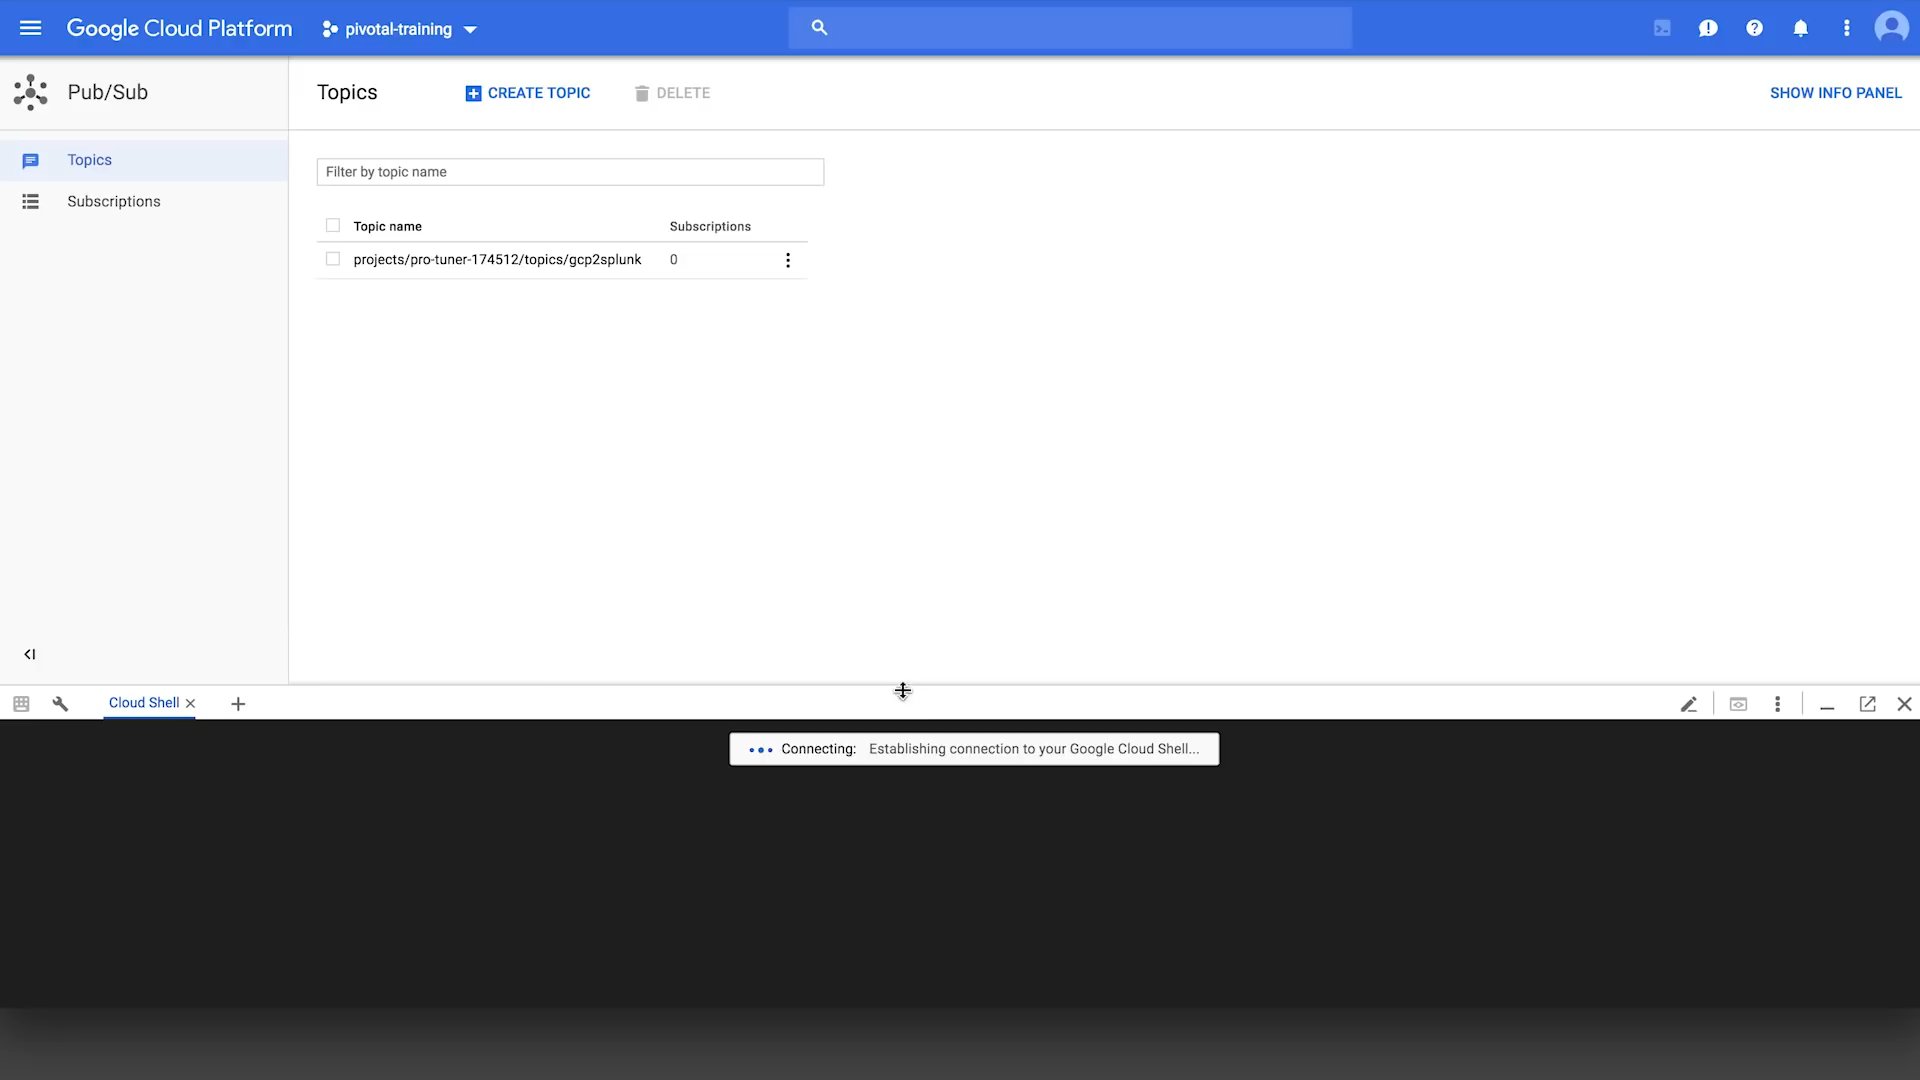 Google Cloud Platform
pivotal-training
Pub/Sub
Topics
CREATE TOPIC
DELETE
SHOW INFO PANEL
Topics
Subscriptions
Filter by topic name
Topic name Subscriptions
projects/pro-tuner-174512/topics/gcp2splunk 0
Cloud Shell
Connecting: Establishing connection to your Google Cloud Shell...